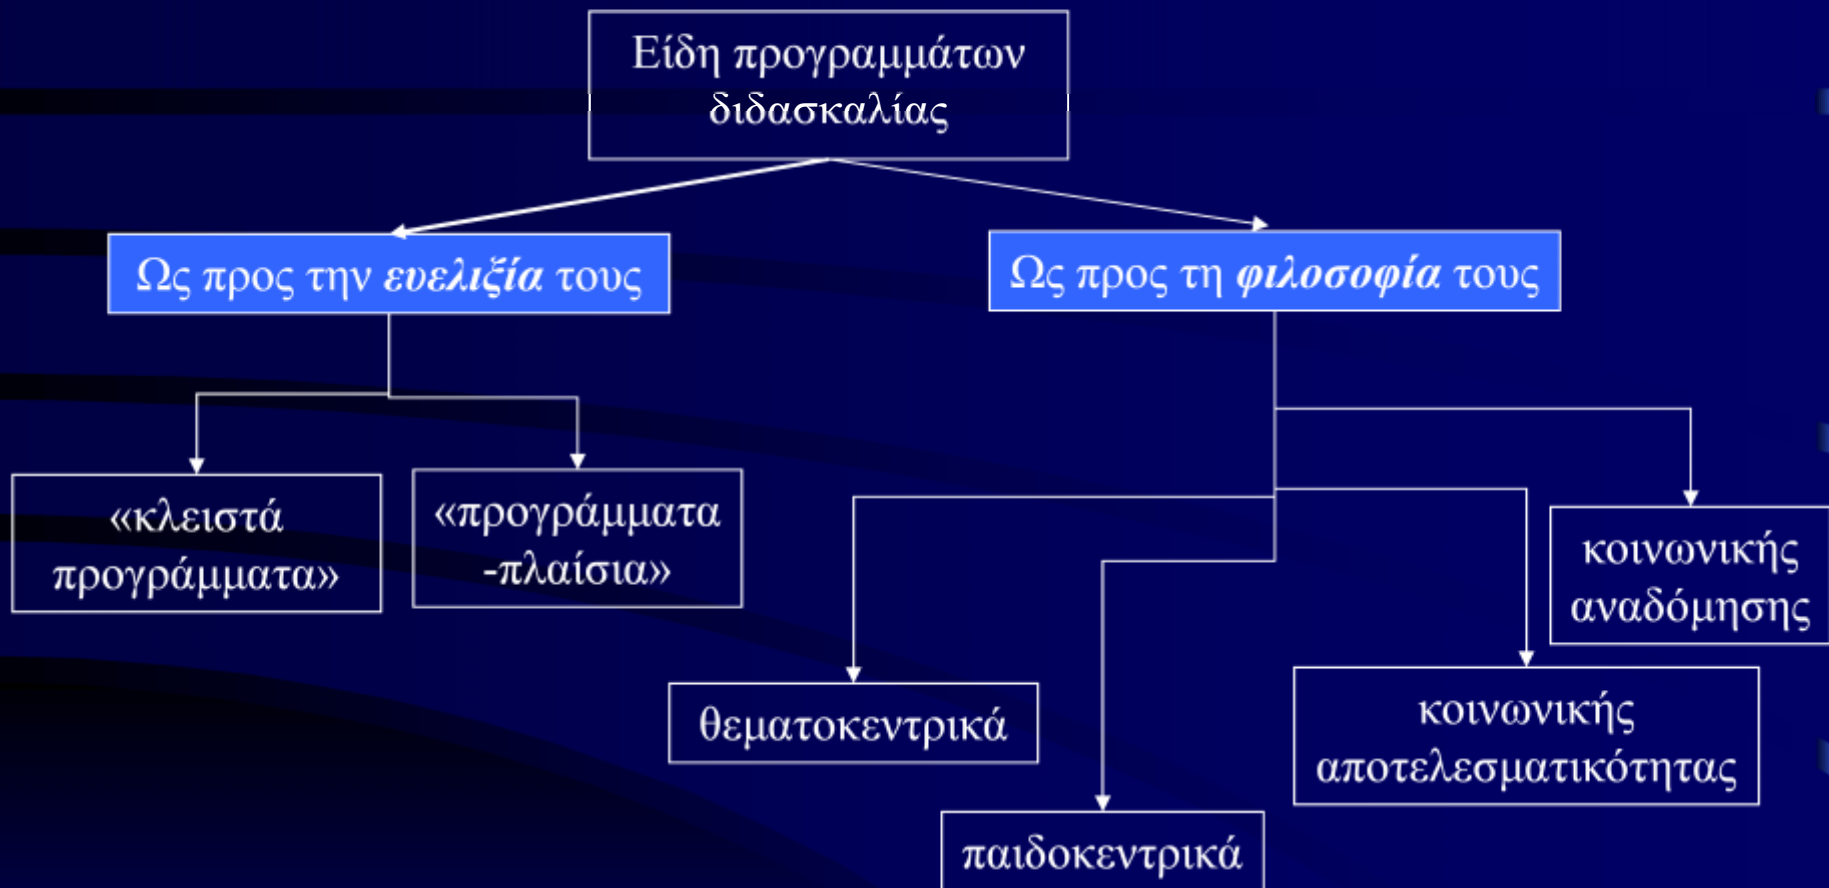 Είδη προγραμμάτων
διδασκαλίας
Ως προς την ευελιξία τους
Ως προς τη φιλοσοφία τους
«κλειστά
προγράμματα»
«προγράμματα
-πλαίσια»
κοινωνικής
αναδόμησης
θεματοκεντρικά
κοινωνικής
αποτελεσματικότητας
παιδοκεντρικά